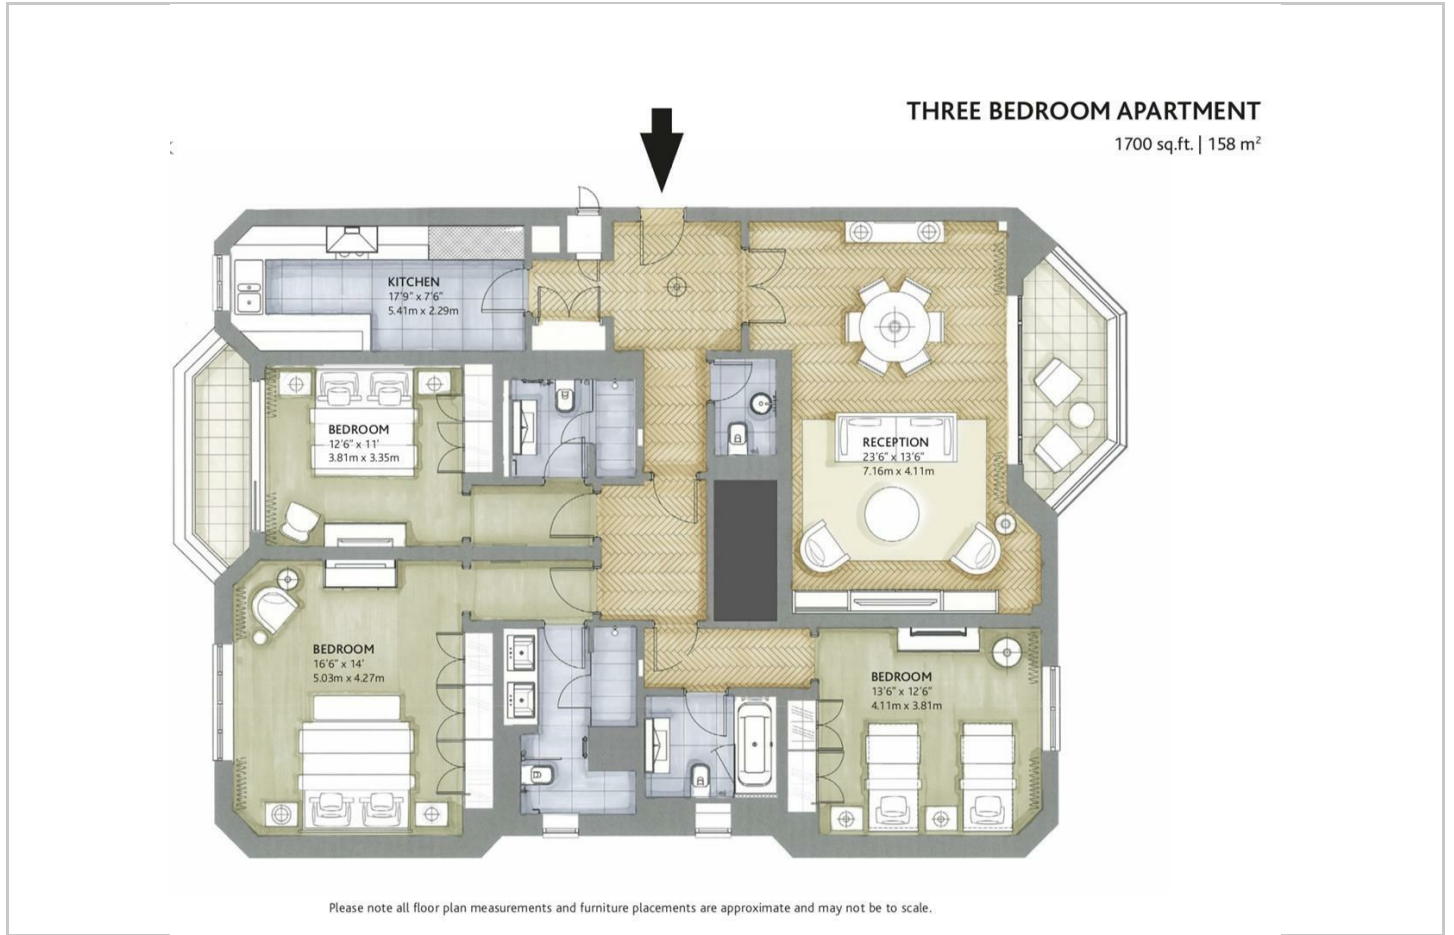 THREE BEDROOM APARTMENT
1700 sq.ft. | 158 m²
KITCHEN
17'9" x 7'6"
5.41m x 2.29m
BEDROOM
12'6" x 11'
3.81m x 3.35m
RECEPTION
23'6" x 13'6"
7.16m x 4.11m
BEDROOM
16'6" x 14'
5.03m x 4.27m
BEDROOM
13'6" x 12'6"
4.11m x 3.81m
Please note all floor plan measurements and furniture placements are approximate and may not be to scale.